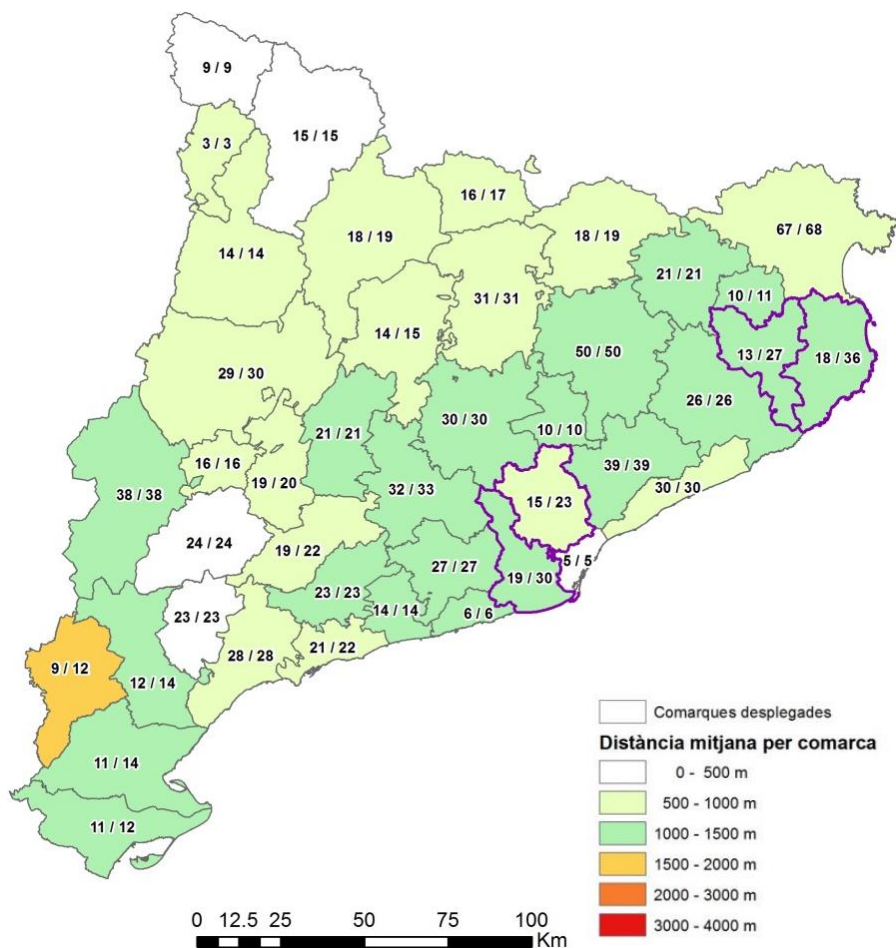 9 / 9
15 / 15
3 / 3
16 / 17
18 / 19
18 / 19
67 / 68
14 / 14
21 / 21
10 / 11
31 / 31
14 / 15
50 / 50
13 / 27
18 / 36
29 / 30
26 / 26
30 / 30
10 / 10
21 / 21
16 / 16
39 / 39
19 / 20
32 / 33
30 / 30
38 / 38
15 / 23
24 / 24
19 / 22
5 / 5
27 / 27
19 / 30
23 / 23
14 / 14
6 / 6
23 / 23
21 / 22
28 / 28
9 / 12
12 / 14
11 / 14
11 / 12
Comarques desplegades
Distància mitjana per comarca
0 - 500 m
500 - 1000 m
1000 - 1500 m
1500 - 2000 m
2000 - 3000 m
3000 - 4000 m
0 12.5 25 50 75 100
Km